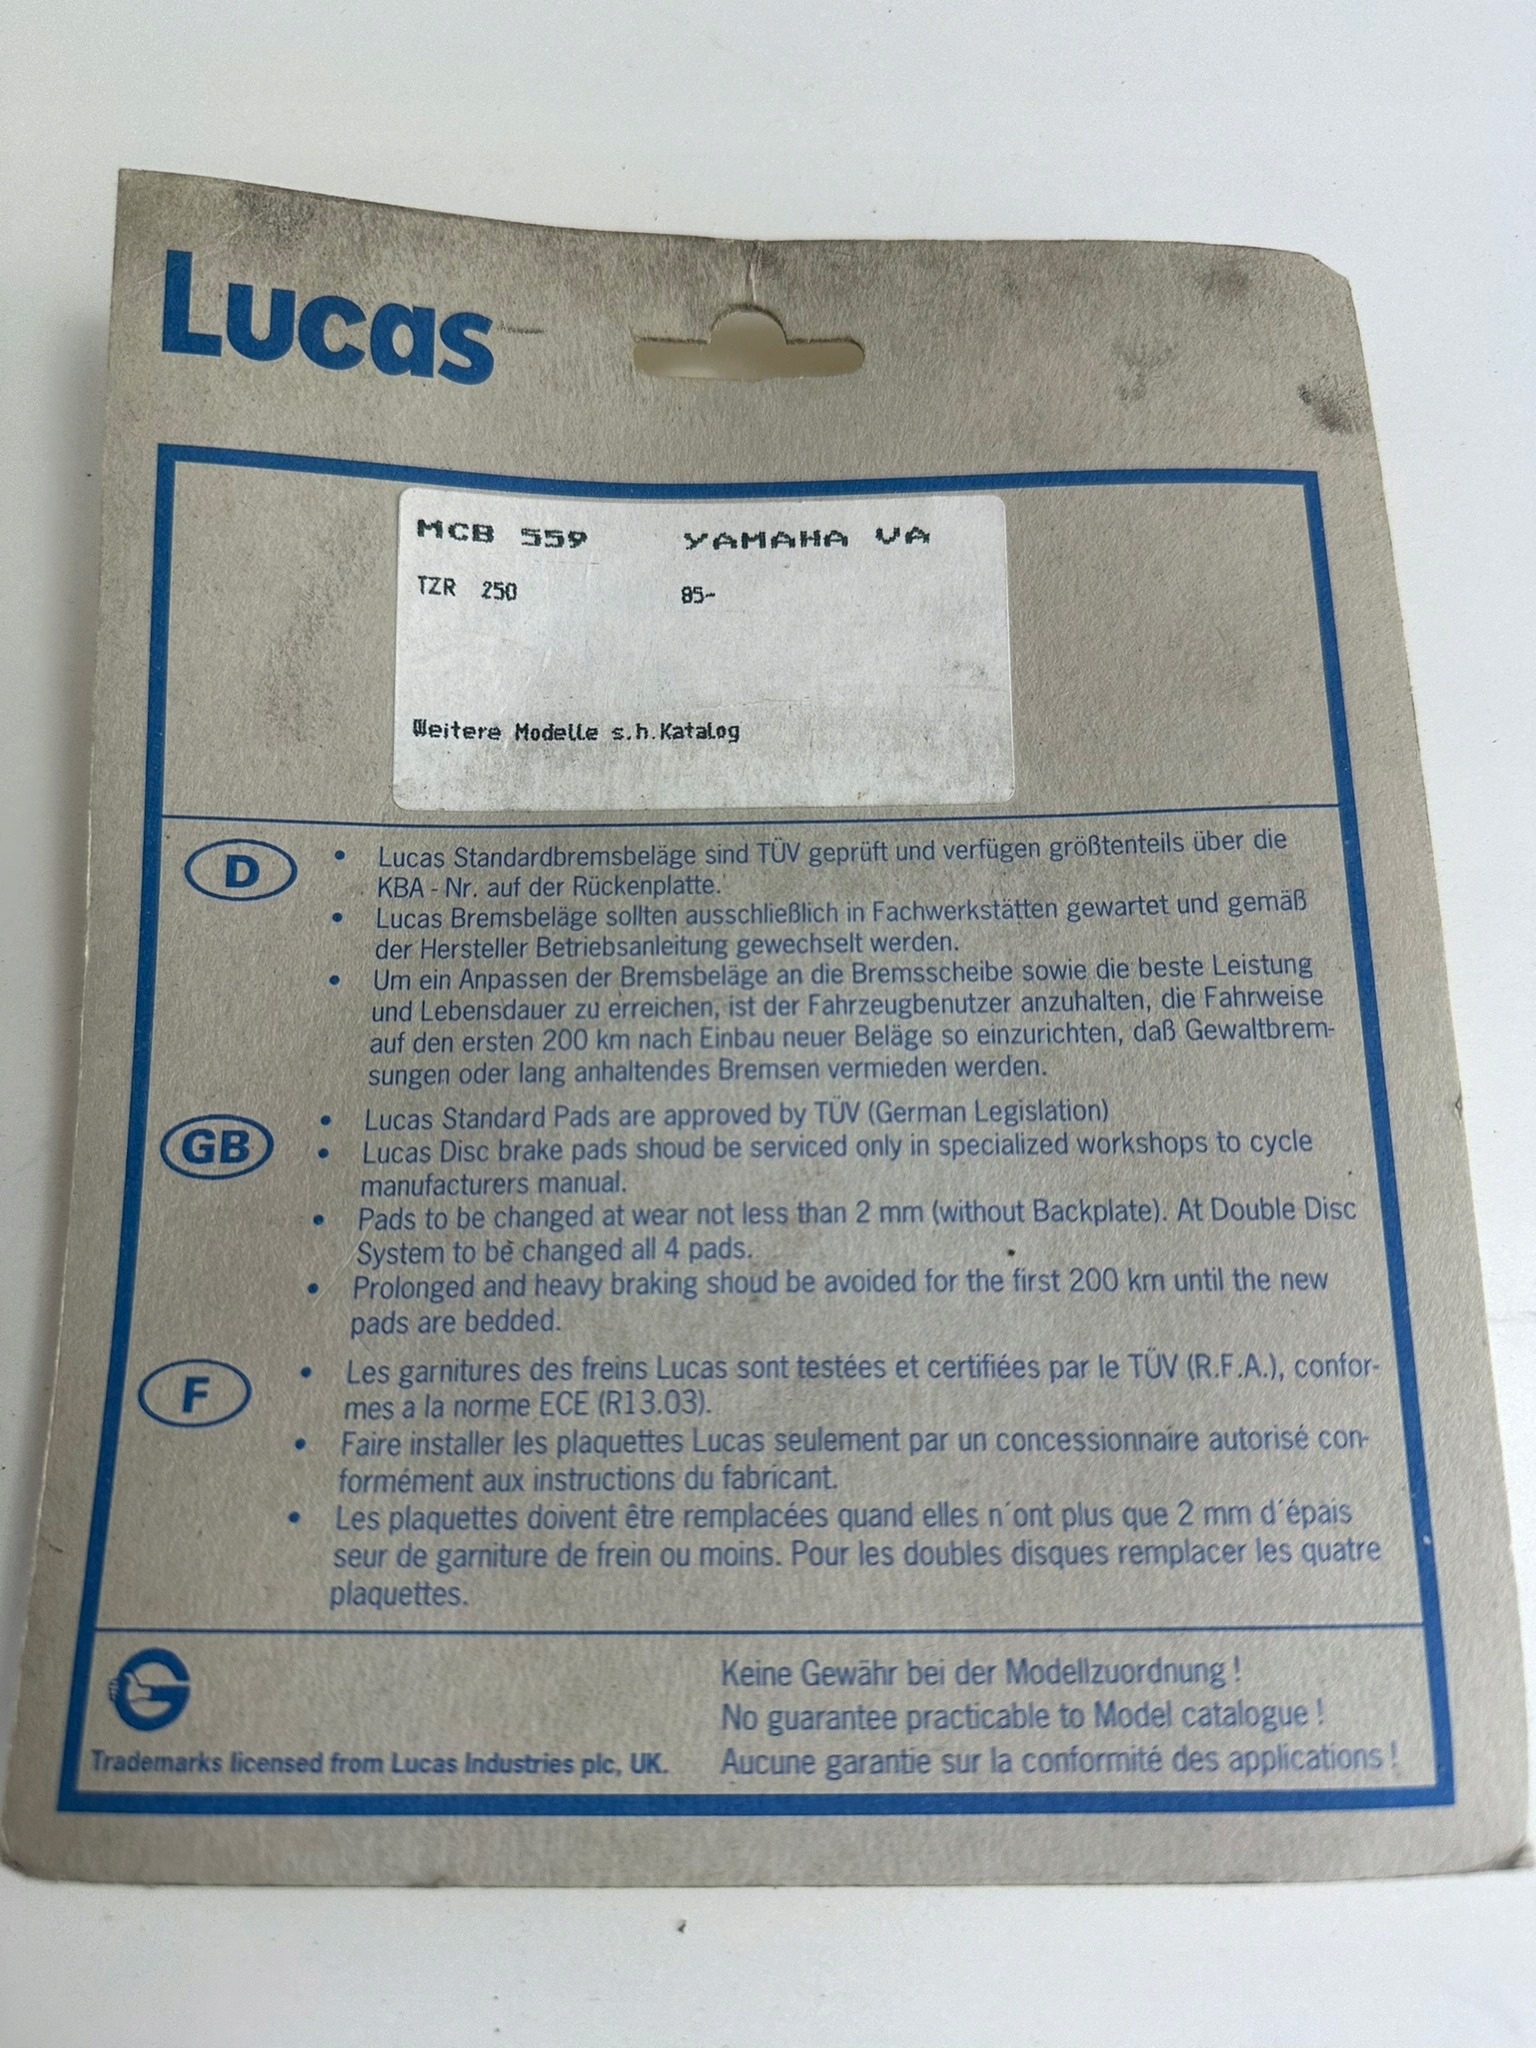 Lucas
MCB 559 YAMAHA VA
TZR 250 85-
Weitere Modelle s.h.Katalog
D
• Lucas Standardbremsbeläge sind TÜV geprüft und verfügen größtenteils über die
KBA - Nr. auf der Rückenplatte.
• Lucas Bremsbeläge sollten ausschließlich in Fachwerkstätten gewartet und gemäß
der Hersteller Betriebsanleitung gewechselt werden.
• Um ein Anpassen der Bremsbeläge an die Bremsscheibe sowie die beste Leistung
und Lebensdauer zu erreichen, ist der Fahrzeugbenutzer anzuhalten, die Fahrweise
auf den ersten 200 km nach Einbau neuer Beläge so einzurichten, daß Gewaltbrem-
sungen oder lang anhaltendes Bremsen vermieden werden.
GB
• Lucas Standard Pads are approved by TÜV (German Legislation)
• Lucas Disc brake pads shoud be serviced only in specialized workshops to cycle
manufacturers manual.
• Pads to be changed at wear not less than 2 mm (without Backplate). At Double Disc
System to be changed all 4 pads.
• Prolonged and heavy braking shoud be avoided for the first 200 km until the new
pads are bedded.
F
• Les garnitures des freins Lucas sont testées et certifiées par le TÜV (R.F.A.), confor-
mes a la norme ECE (R13.03).
• Faire installer les plaquettes Lucas seulement par un concessionnaire autorisé con-
formément aux instructions du fabricant.
• Les plaquettes doivent être remplacées quand elles n´ont plus que 2 mm d´épais
seur de garniture de frein ou moins. Pour les doubles disques remplacer les quatre
plaquettes.
Keine Gewähr bei der Modellzuordnung !
No guarantee practicable to Model catalogue !
Trademarks licensed from Lucas Industries plc, UK. Aucune garantie sur la conformité des applications !